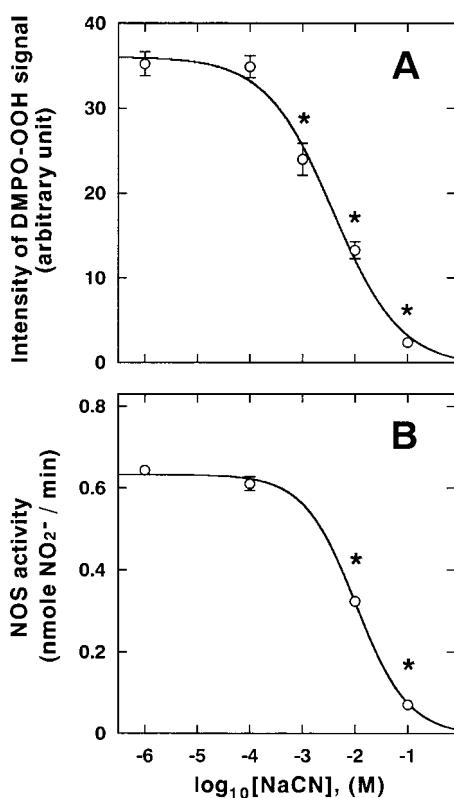 Intensity of DMPO-OOH signal
(arbitrary unit)
40
30
20
10
0
A
*
*
*
NOS activity
(nmole NO₂⁻ / min)
0.8
0.6
0.4
0.2
0
B
*
*
-6 -5 -4 -3 -2 -1
log₁₀[NaCN], (M)